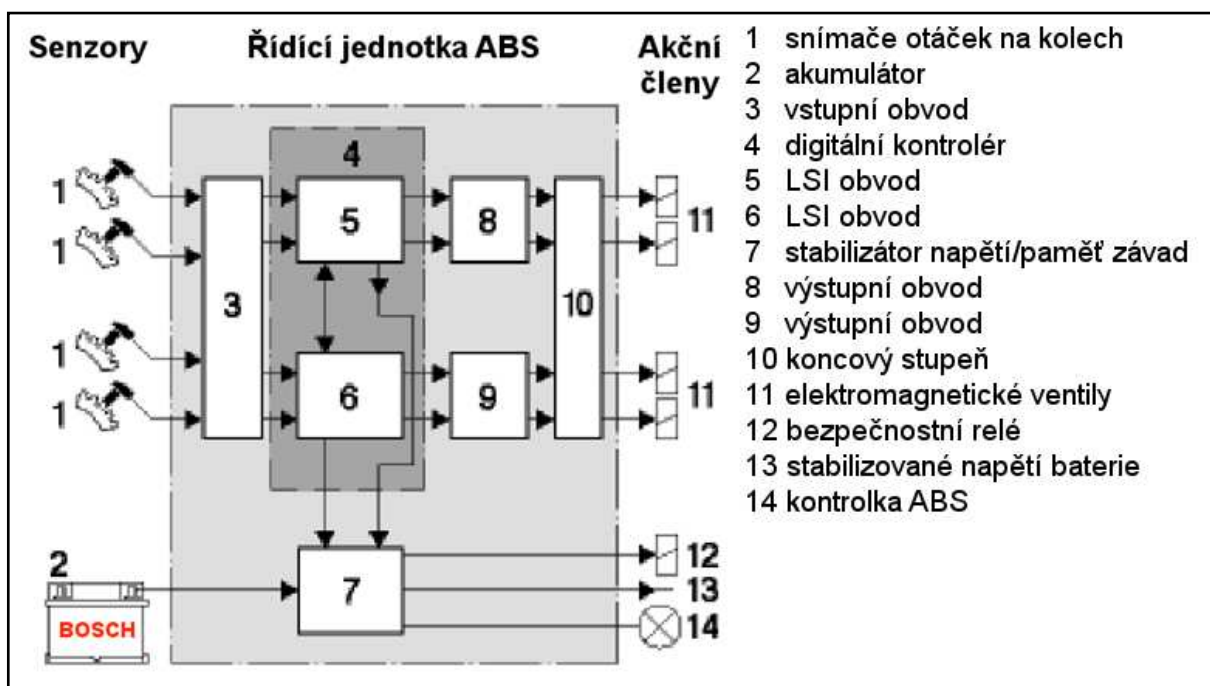 Senzory
Řídící jednotka ABS
Akční
členy
1 snímače otáček na kolech
2 akumulátor
3 vstupní obvod
4 digitální kontrolér
5 LSI obvod
6 LSI obvod
7 stabilizátor napětí/paměť závad
8 výstupní obvod
9 výstupní obvod
10 koncový stupeň
11 elektromagnetické ventily
12 bezpečnostní relé
13 stabilizované napětí baterie
14 kontrolka ABS
4
1
5
8
11
1
3
10
1
6
9
11
1
2
7
12
13
14
BOSCH